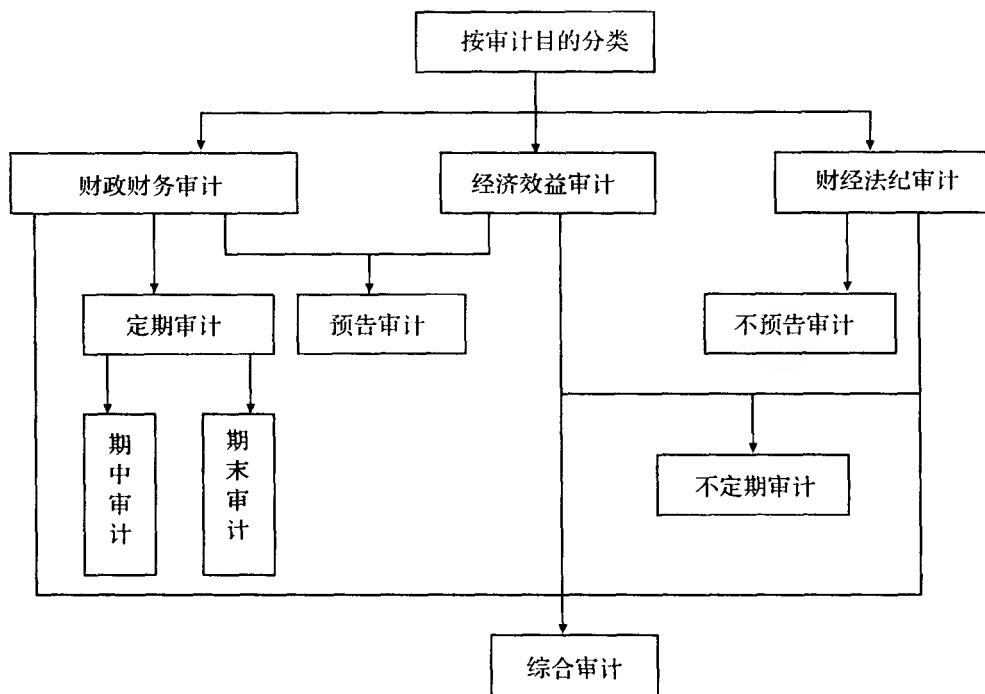 按审计目的分类
财政财务审计
经济效益审计
财经法纪审计
定期审计
预告审计
不预告审计
期中审计
期末审计
不定期审计
综合审计